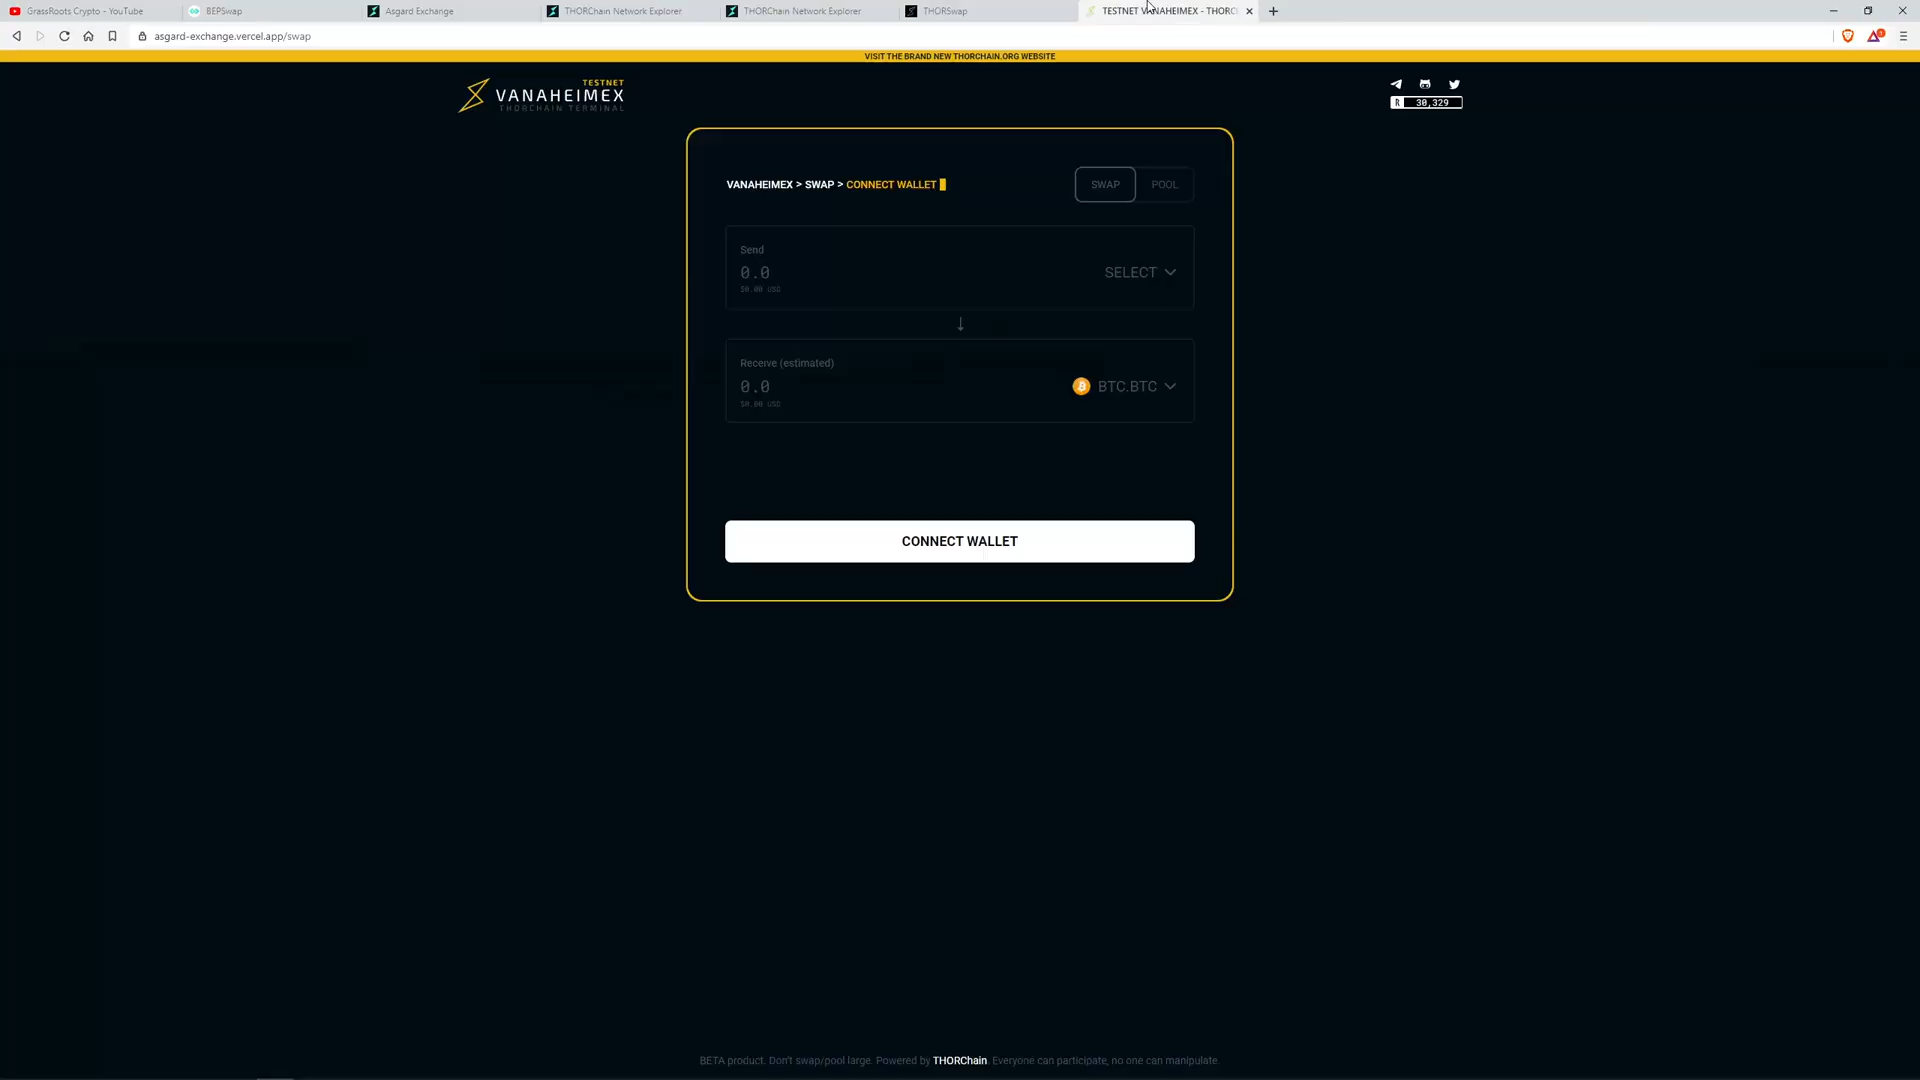 GrassRoots Crypto - YouTube
BEPSwap
Asgard Exchange
THORChain Network Explorer
THORChain Network Explorer
THORSwap
TESTNET VANAHEIMEX - THORC
asgard-exchange.vercel.app/swap
VISIT THE BRAND NEW THORCHAIN.ORG WEBSITE
TESTNET
VANAHEIMEX
THORCHAIN TERMINAL
R 30,329
VANAHEIMEX > SWAP > CONNECT WALLET
SWAP
POOL
Send
0.0
SELECT
$0.00 USD
Receive (estimated)
0.0
BTC.BTC
$0.00 USD
CONNECT WALLET
BETA product. Don't swap/pool large. Powered by THORChain. Everyone can participate, no one can manipulate.